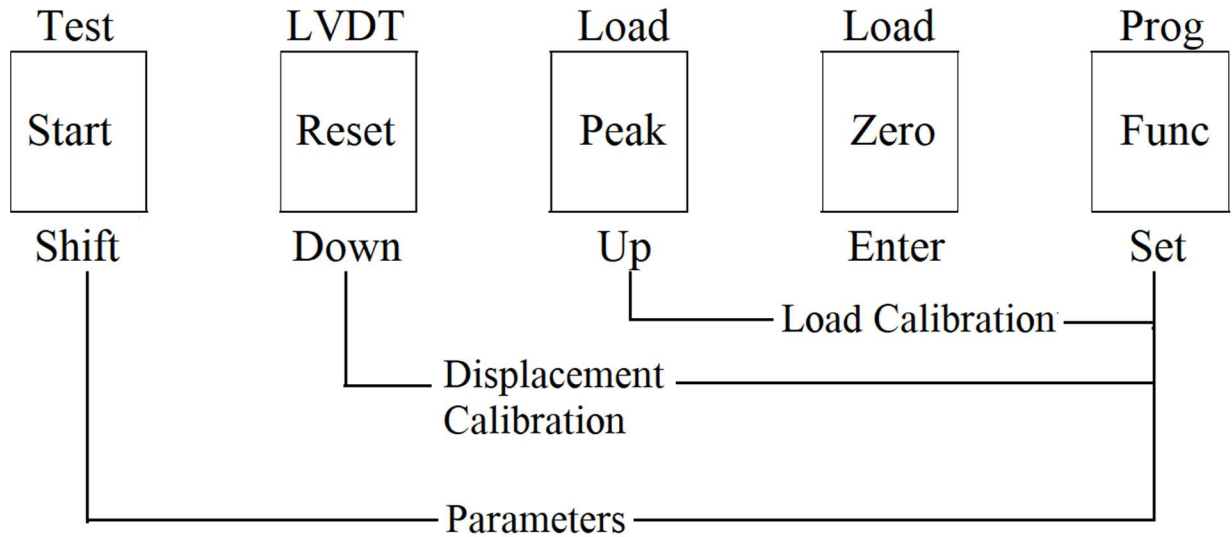 Test LVDT Load Load Prog
Start Reset Peak Zero Func
Shift Down Up Enter Set
Load Calibration
Displacement
Calibration
Parameters